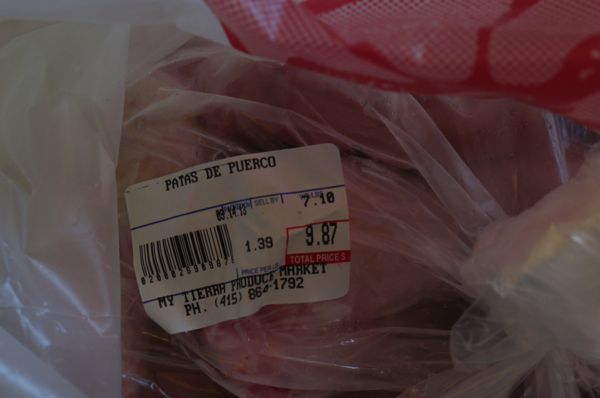 PATAS DE PUERCO
SELL BY
03.14.13
7.10
1.39
9.87
PRICE PER LB
TOTAL PRICE $
MY TIERRA PRODUCE MARKET
PH. (415) 864-1792